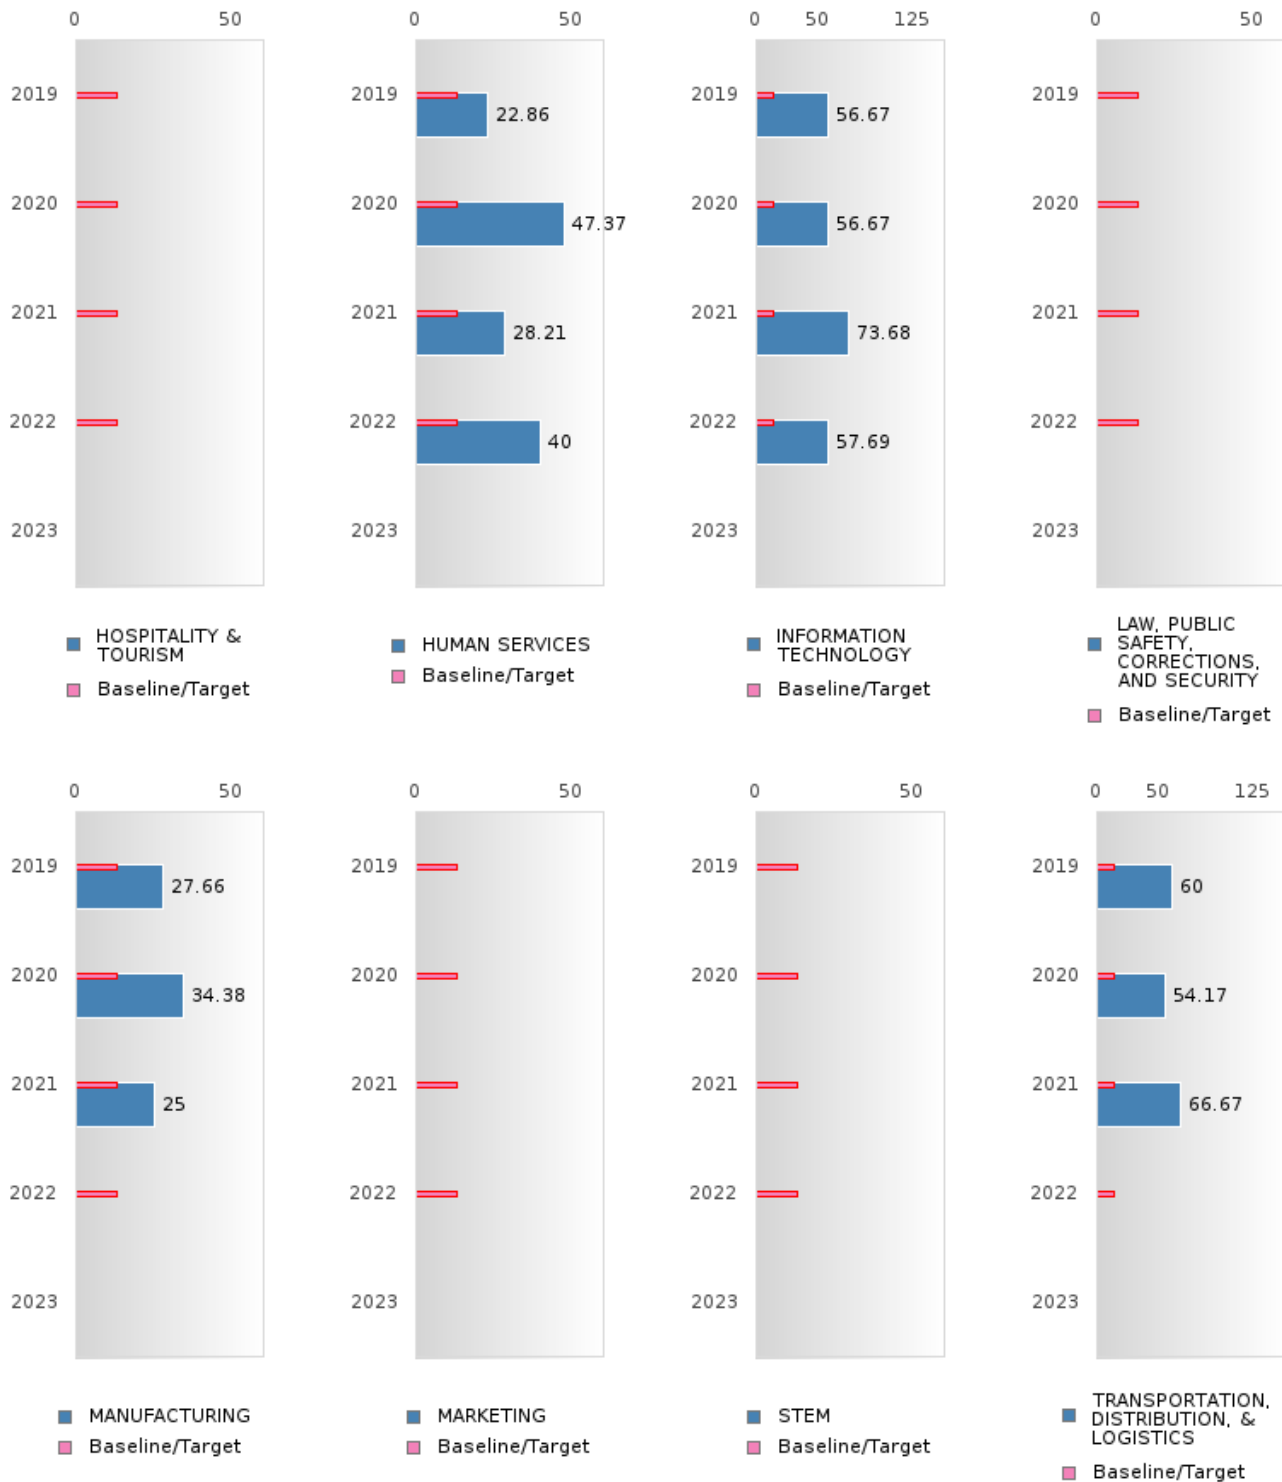 0 50
0 50
0 50 125
0 50
2019
2020
2021
2022
2023
2019 22.86
2020 47.37
2021 28.21
2022 40
2023
2019 56.67
2020 56.67
2021 73.68
2022 57.69
2023
2019
2020
2021
2022
2023
HOSPITALITY &
TOURISM
Baseline/Target
HUMAN SERVICES
Baseline/Target
INFORMATION
TECHNOLOGY
Baseline/Target
LAW, PUBLIC
SAFETY,
CORRECTIONS,
AND SECURITY
Baseline/Target
0 50
0 50
0 50
0 50 125
2019 27.66
2020 34.38
2021 25
2022
2023
2019
2020
2021
2022
2023
2019
2020
2021
2022
2023
2019 60
2020 54.17
2021 66.67
2022
2023
MANUFACTURING
Baseline/Target
MARKETING
Baseline/Target
STEM
Baseline/Target
TRANSPORTATION,
DISTRIBUTION, &
LOGISTICS
Baseline/Target